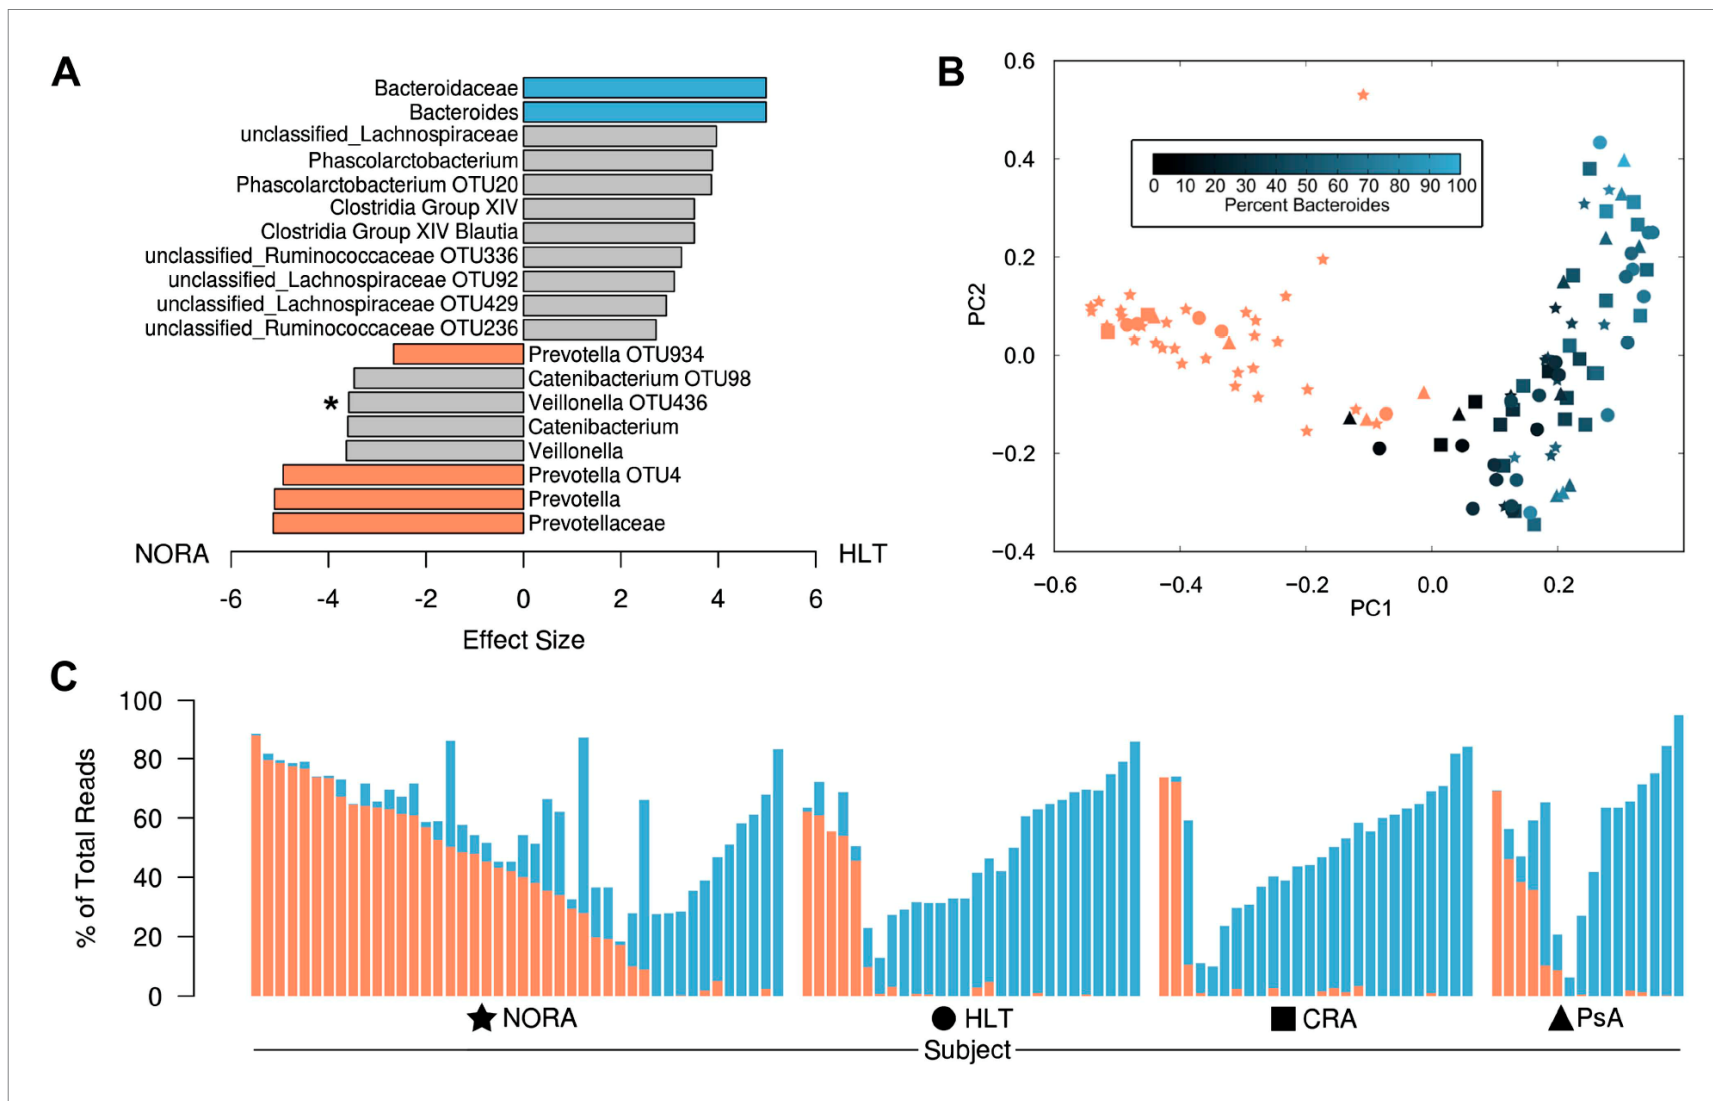 A
Bacteroidaceae
Bacteroides
unclassified_Lachnospiraceae
Phascolarctobacterium
Phascolarctobacterium OTU20
Clostridia Group XIV
Clostridia Group XIV Blautia
unclassified_Ruminococcaceae OTU336
unclassified_Lachnospiraceae OTU92
unclassified_Lachnospiraceae OTU429
unclassified_Ruminococcaceae OTU236
Prevotella OTU934
Catenibacterium OTU98
* Veillonella OTU436
Catenibacterium
Veillonella
Prevotella OTU4
Prevotella
Prevotellaceae
NORA HLT
-6 -4 -2 0 2 4 6
Effect Size
B
0.6
0.4
0.2
0.0
−0.2
−0.4
PC2
0 10 20 30 40 50 60 70 80 90 100
Percent Bacteroides
−0.6 −0.4 −0.2 0.0 0.2
PC1
C
100
80
60
40
20
0
% of Total Reads
NORA HLT CRA PsA
Subject